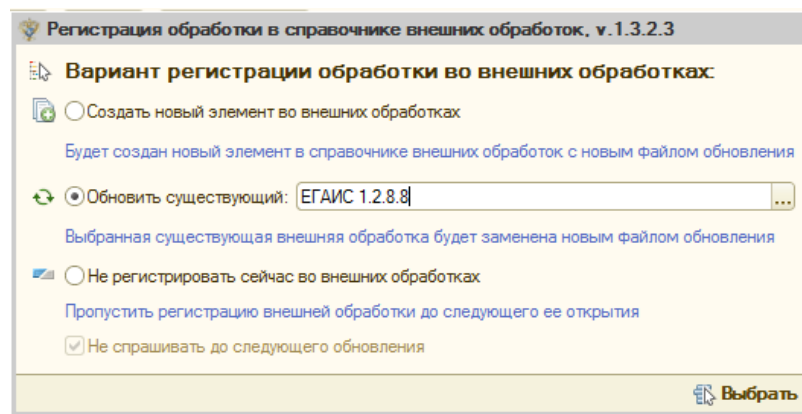 Регистрация обработки в справочнике внешних обработок, v.1.3.2.3
Вариант регистрации обработки во внешних обработках:
Создать новый элемент во внешних обработках
Будет создан новый элемент в справочнике внешних обработок с новым файлом обновления
Обновить существующий: ЕГАИС 1.2.8.8 ...
Выбранная существующая внешняя обработка будет заменена новым файлом обновления
Не регистрировать сейчас во внешних обработках
Пропустить регистрацию внешней обработки до следующего ее открытия
Не спрашивать до следующего обновления
Выбрать